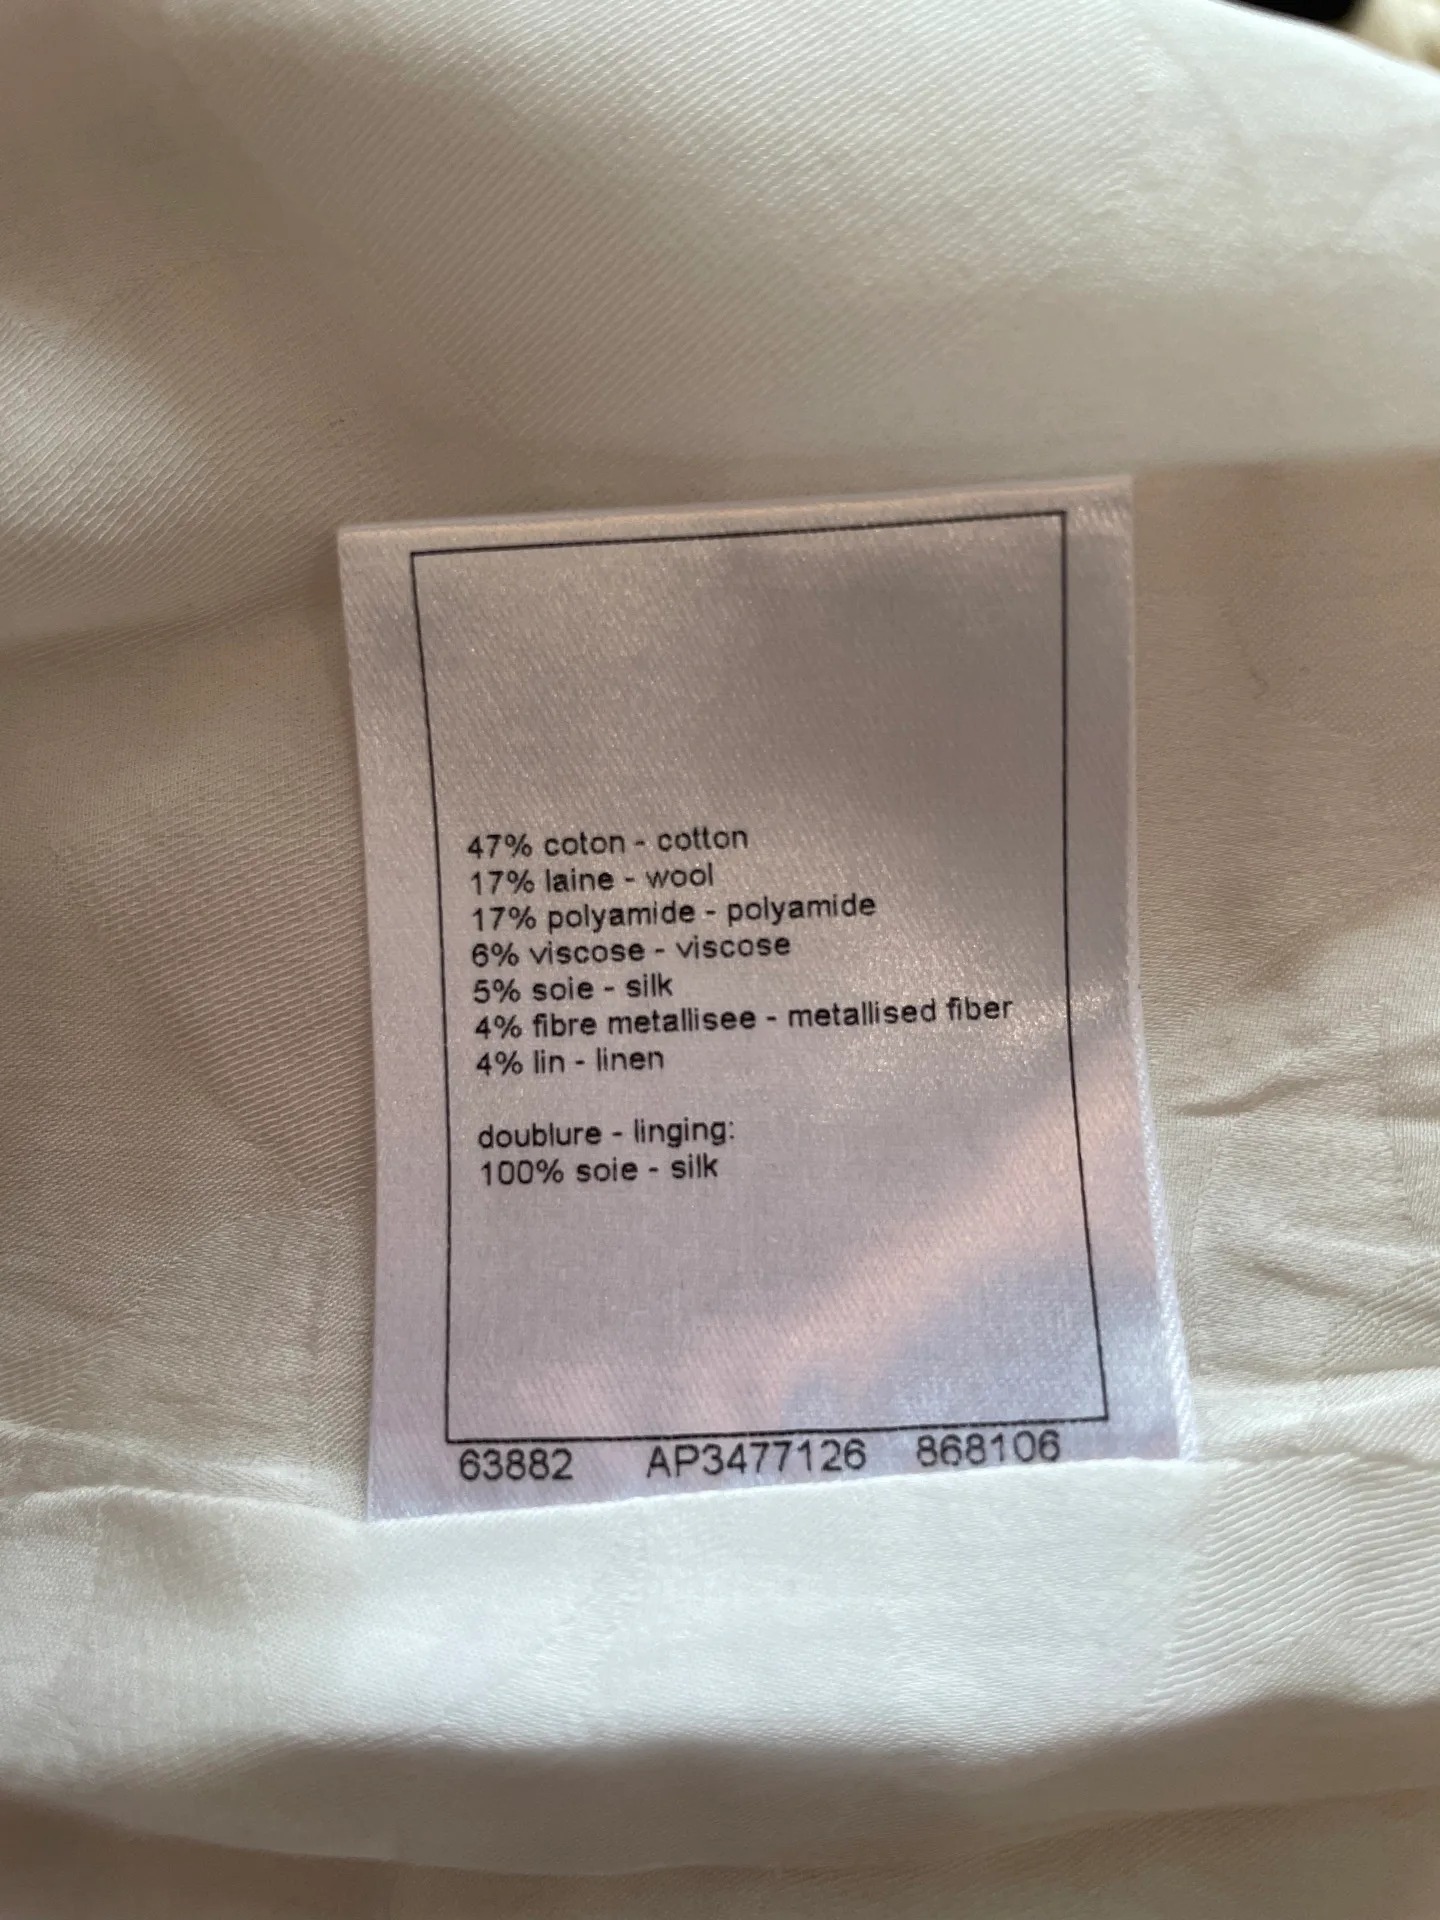 47% coton - cotton
17% laine - wool
17% polyamide - polyamide
6% viscose - viscose
5% soie - silk
4% fibre metallisee - metallised fiber
4% lin - linen
doublure - linging:
100% soie - silk
63882 AP3477126 868106